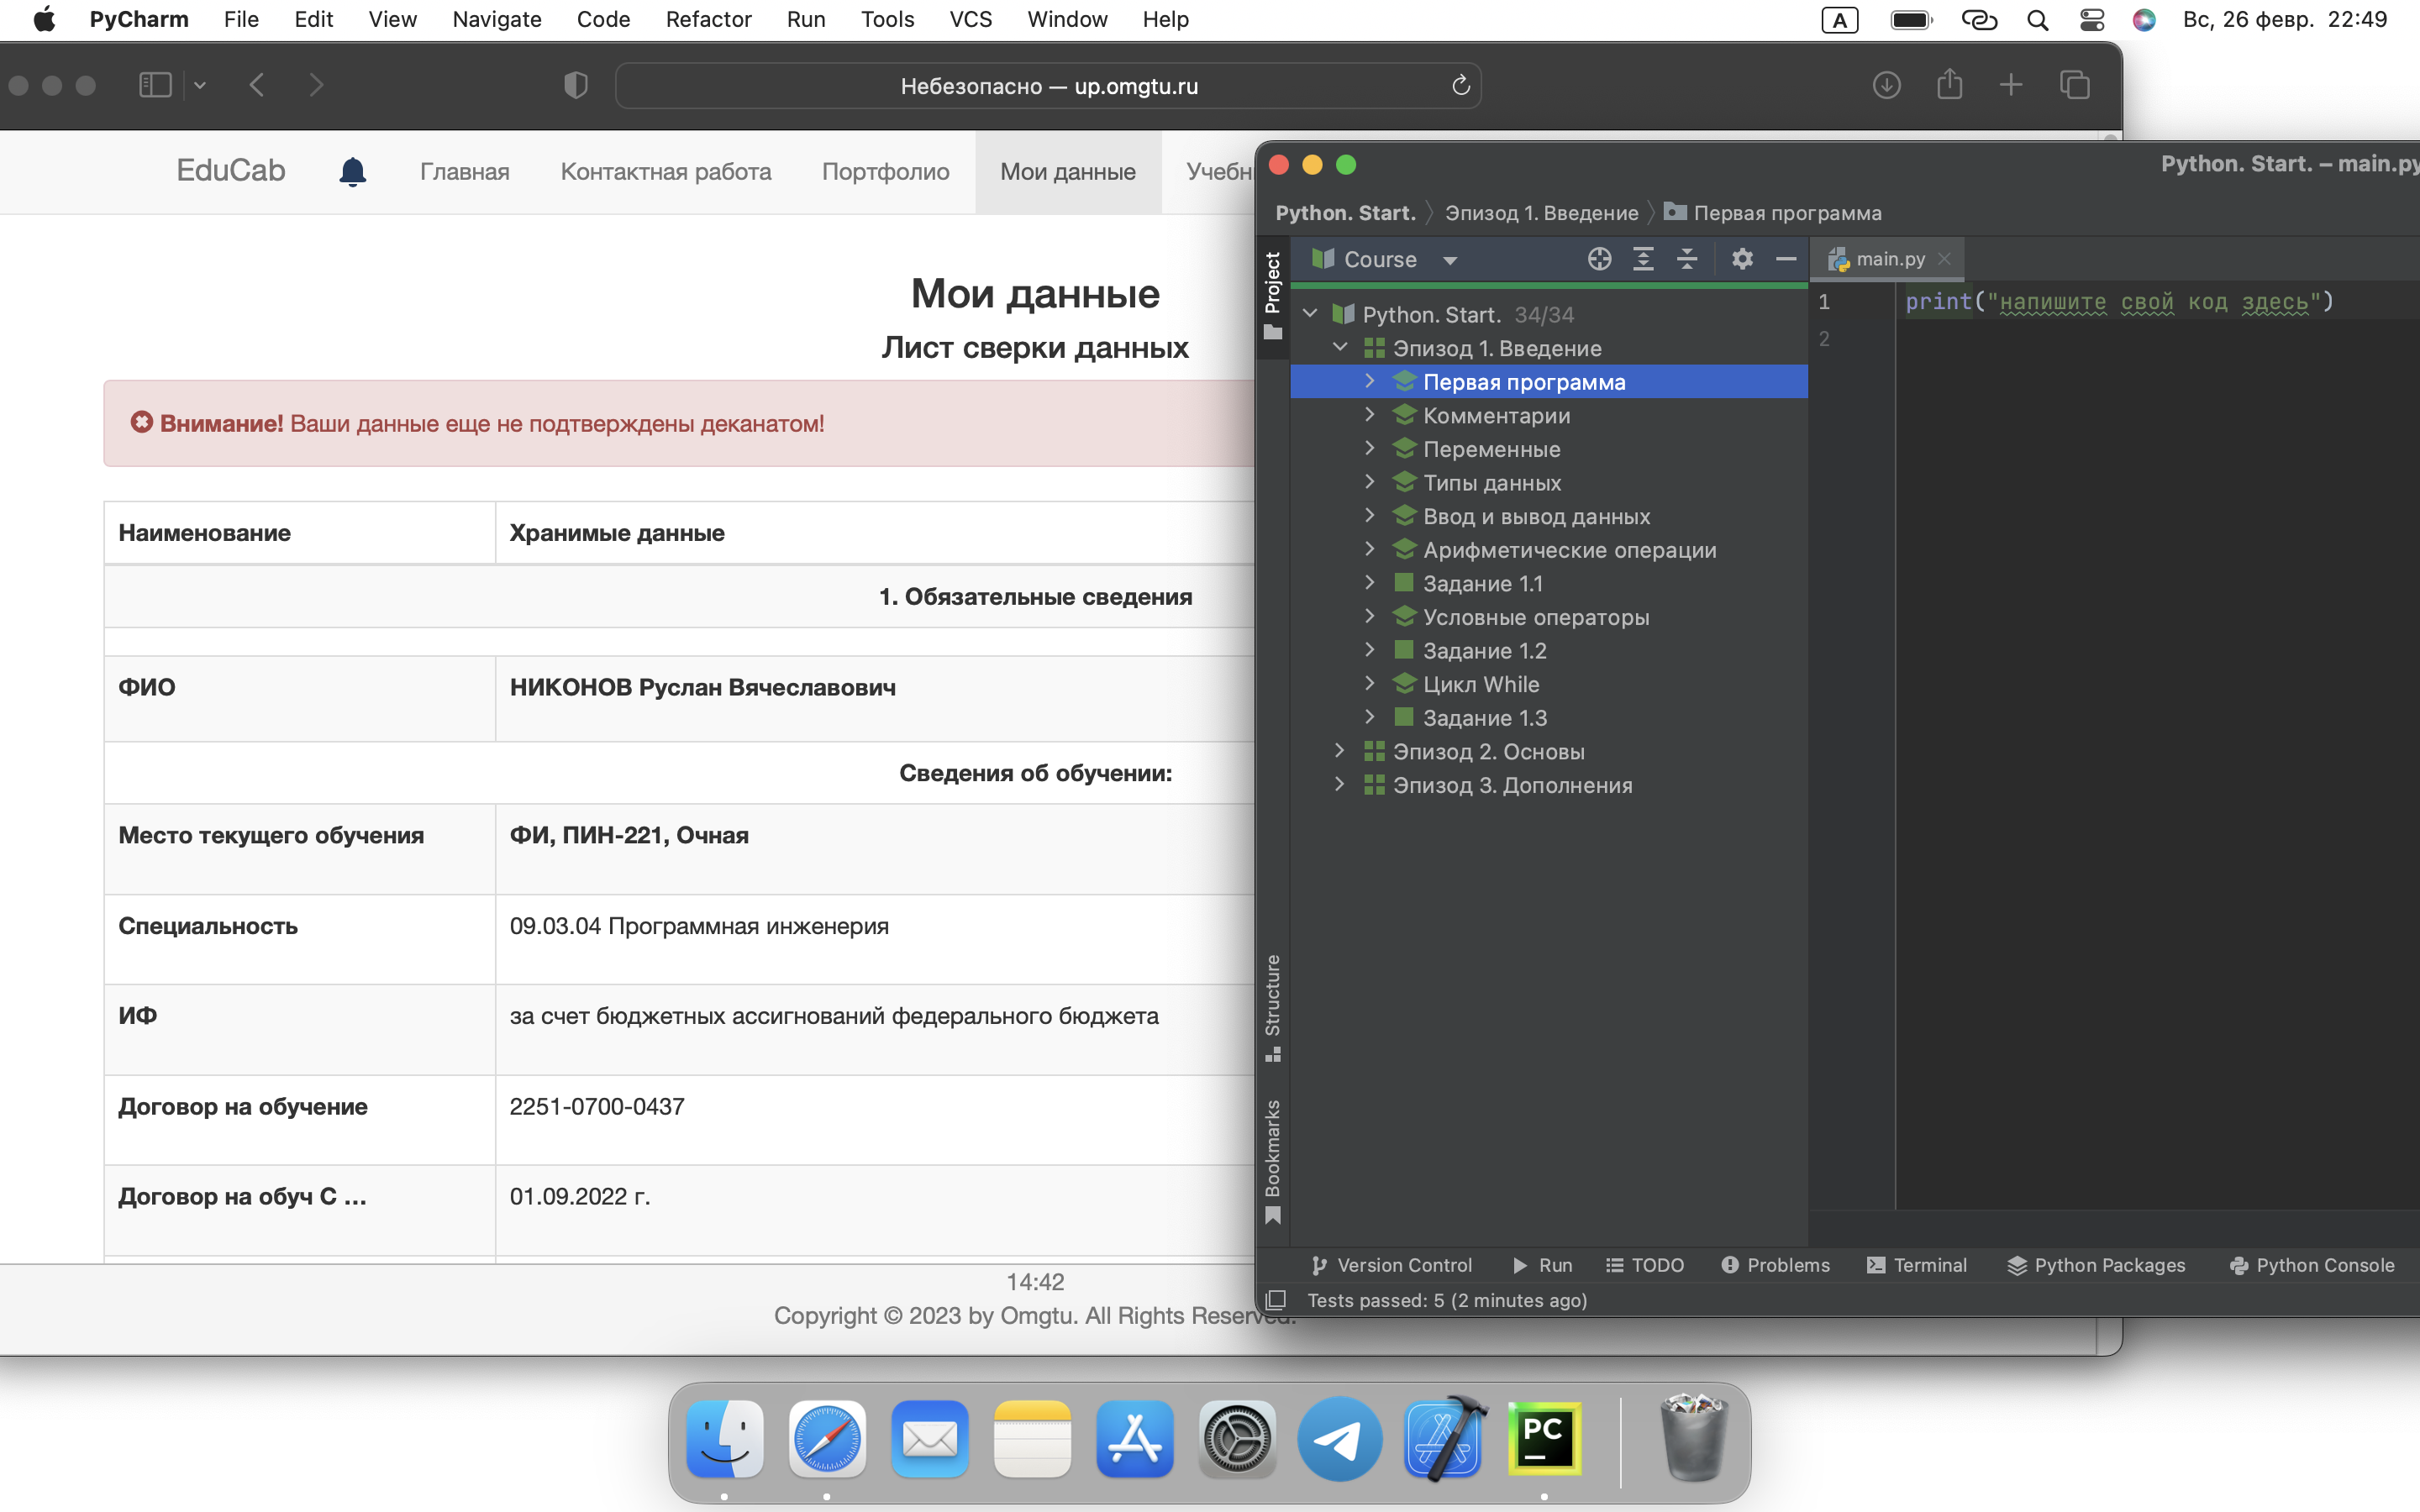 PyCharm File Edit View Navigate Code Refactor Run Tools VCS Window Help A Вс, 26 февр. 22:49
Небезопасно — up.omgtu.ru
EduCab Главная Контактная работа Портфолио Мои данные Учебн
Мои данные
Лист сверки данных
Внимание! Ваши данные еще не подтверждены деканатом!
Наименование Хранимые данные
1. Обязательные сведения
ФИО НИКОНОВ Руслан Вячеславович
Сведения об обучении:
Место текущего обучения ФИ, ПИН-221, Очная
Специальность 09.03.04 Программная инженерия
ИФ за счет бюджетных ассигнований федерального бюджета
Договор на обучение 2251-0700-0437
Договор на обуч С ... 01.09.2022 г.
14:42
Copyright © 2023 by Omgtu. All Rights Reserved.
Python. Start. – main.py
Python. Start. Эпизод 1. Введение Первая программа
Project
Course
main.py
Python. Start. 34/34
Эпизод 1. Введение
Первая программа
Комментарии
Переменные
Типы данных
Ввод и вывод данных
Арифметические операции
Задание 1.1
Условные операторы
Задание 1.2
Цикл While
Задание 1.3
Эпизод 2. Основы
Эпизод 3. Дополнения
1 print("напишите свой код здесь")
2
Structure
Bookmarks
Version Control Run TODO Problems Terminal Python Packages Python Console
Tests passed: 5 (2 minutes ago)
PC